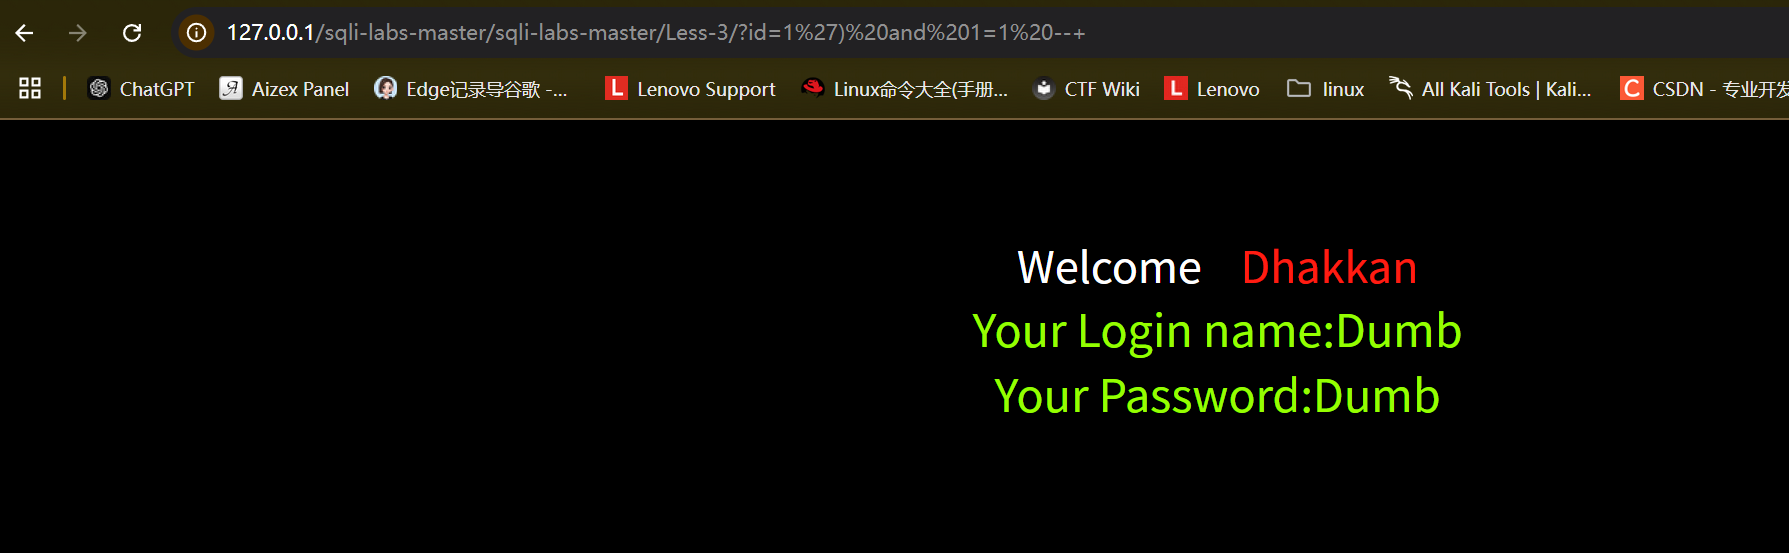 127.0.0.1/sqli-labs-master/sqli-labs-master/Less-3/?id=1%27)%20and%201=1%20--+
ChatGPT Aizex Panel Edge记录导谷歌 -... Lenovo Support Linux命令大全(手册... CTF Wiki Lenovo linux All Kali Tools | Kali... CSDN - 专业开发
Welcome Dhakkan
Your Login name:Dumb
Your Password:Dumb